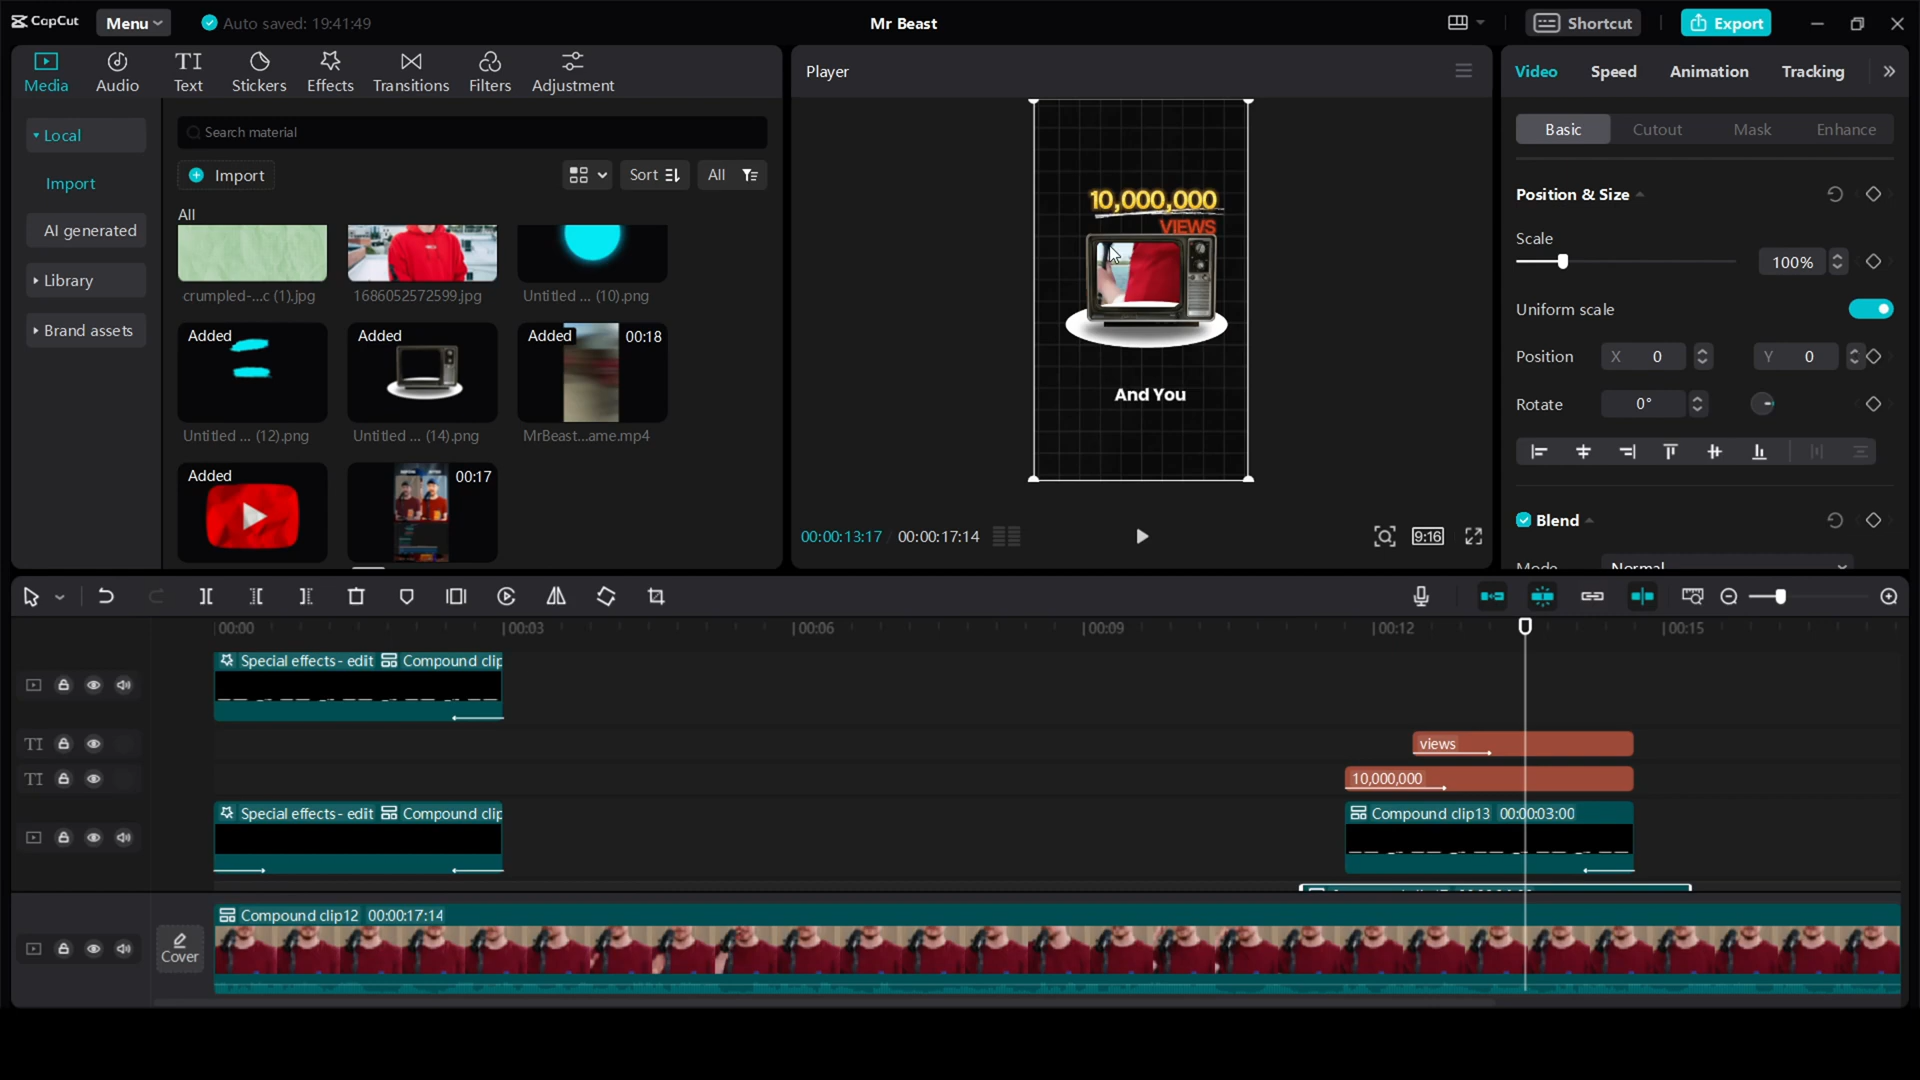 CapCut
Menu
Auto saved: 19:41:49
Mr Beast
Shortcut
Export
Media
Audio
TI
Text
Stickers
Effects
Transitions
Filters
Adjustment
Local
Import
AI generated
Library
Brand assets
Search material
Import
Sort
All
All
crumpled-...c (1).jpg
1686052572599.jpg
Untitled ... (10).png
Added
Added
Added
00:18
Untitled ... (12).png
Untitled ... (14).png
MrBeast...ame.mp4
Added
00:17
Player
10,000,000
VIEWS
And You
00:00:13:17
00:00:17:14
9:16
Video
Speed
Animation
Tracking
Basic
Cutout
Mask
Enhance
Position & Size
Scale
100%
Uniform scale
Position
X 0
Y 0
Rotate
0°
Blend
Mode
Normal
00:00
00:03
00:06
00:09
00:12
00:15
Special effects - edit
Compound clip
TI
views
TI
10,000,000
Special effects - edit
Compound clip
Compound clip13 00:00:03:00
Cover
Compound clip12 00:00:17:14